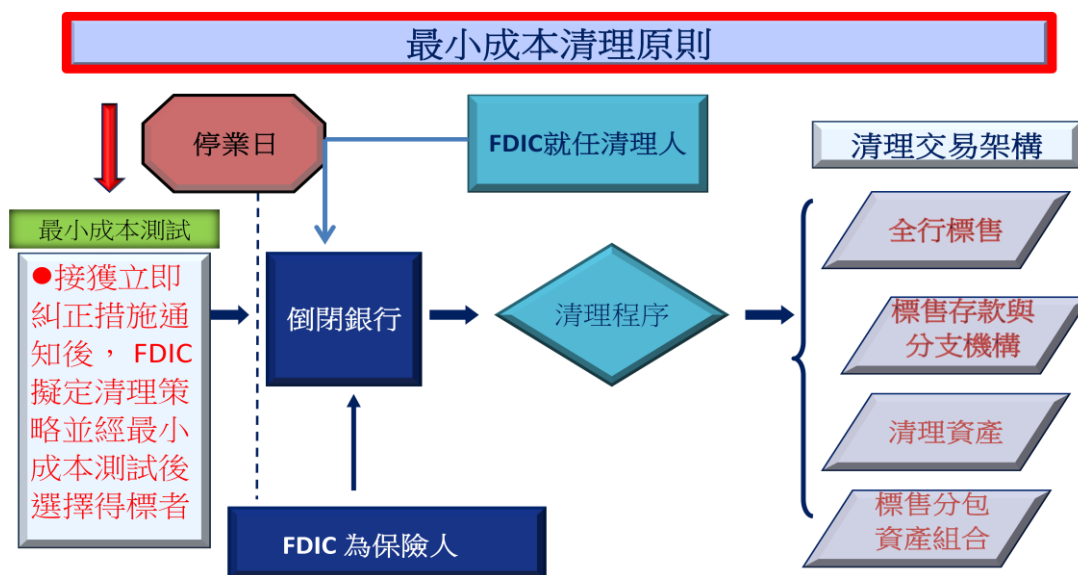 最小成本清理原則
停業日
FDIC就任清理人
清理交易架構
最小成本測試
●接獲立即
糾正措施通
知後， FDIC
擬定清理策
略並經最小
成本測試後
選擇得標者
倒閉銀行
清理程序
全行標售
標售存款與
分支機構
清理資產
標售分包
資產組合
FDIC 為保險人